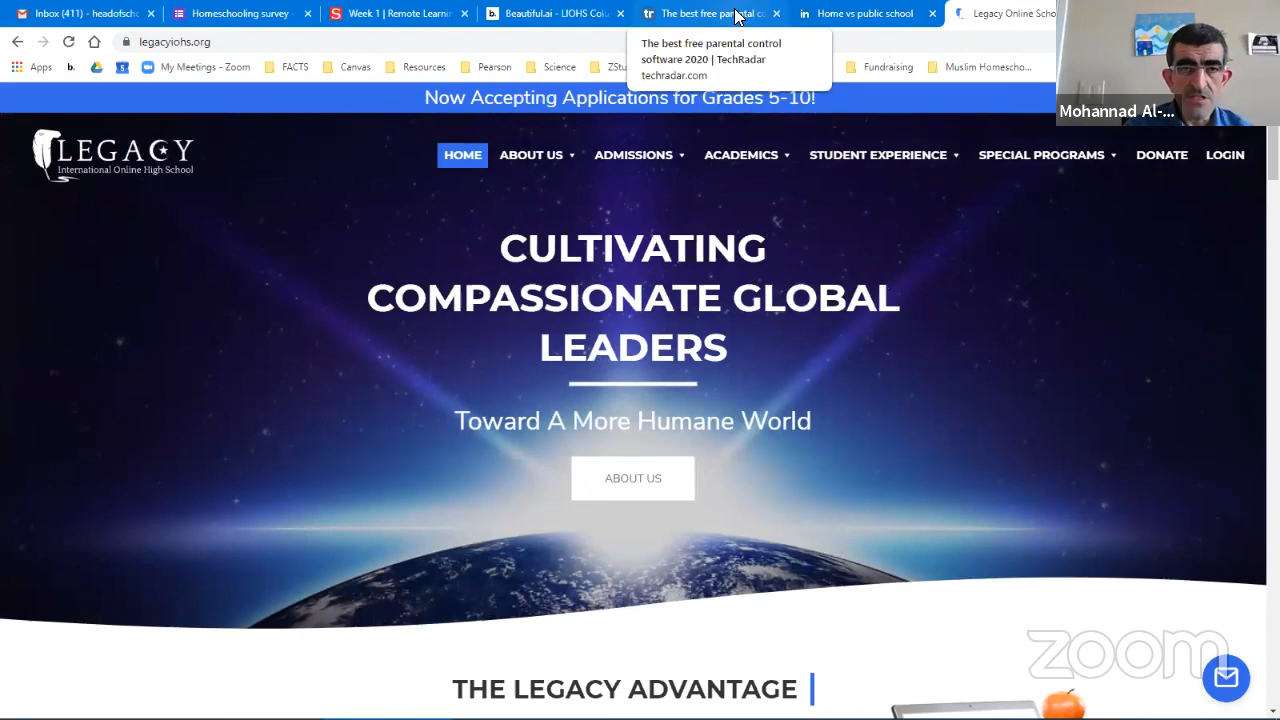 Inbox (411) - headofscho
Homeschooling survey -
Week 1 | Remote Learnin
Beautiful.ai - LIOHS Colu
The best free parental co
Home vs public school
Legacy Online Scho
legacyiohs.org
The best free parental control
software 2020 | TechRadar
techradar.com
Apps
My Meetings - Zoom
FACTS
Canvas
Resources
Pearson
Science
ZStu
Fundraising
Muslim Homescho...
Mohannad Al-...
Now Accepting Applications for Grades 5-10!
LEGACY
International Online High School
HOME ABOUT US ADMISSIONS ACADEMICS STUDENT EXPERIENCE SPECIAL PROGRAMS DONATE LOGIN
CULTIVATING
COMPASSIONATE GLOBAL
LEADERS
Toward A More Humane World
ABOUT US
zoom
THE LEGACY ADVANTAGE